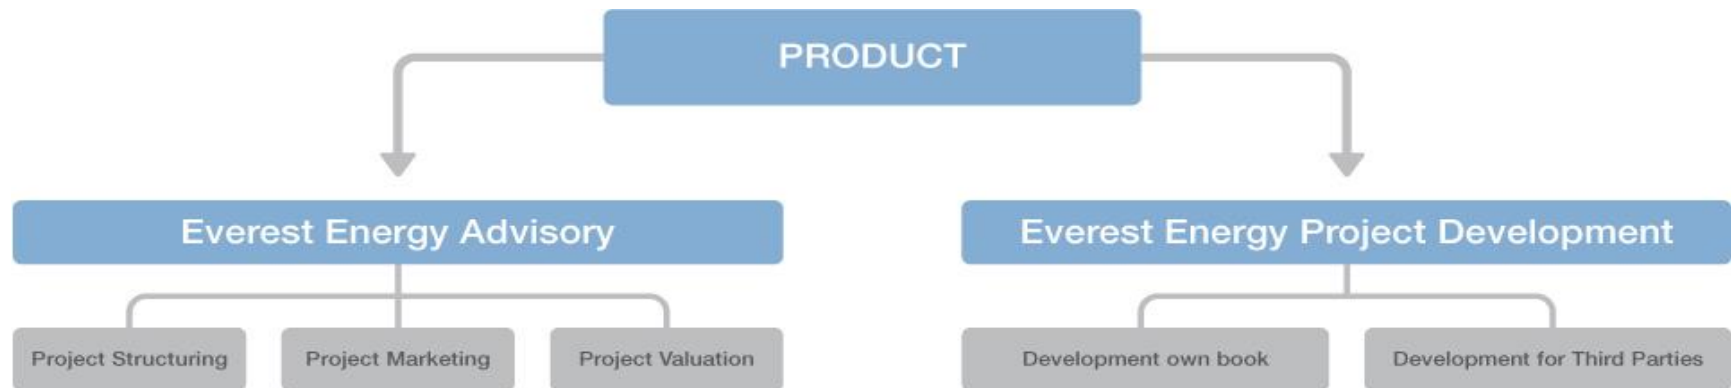 PRODUCT
Everest Energy Advisory
Everest Energy Project Development
Project Structuring
Project Marketing
Project Valuation
Development own book
Development for Third Parties